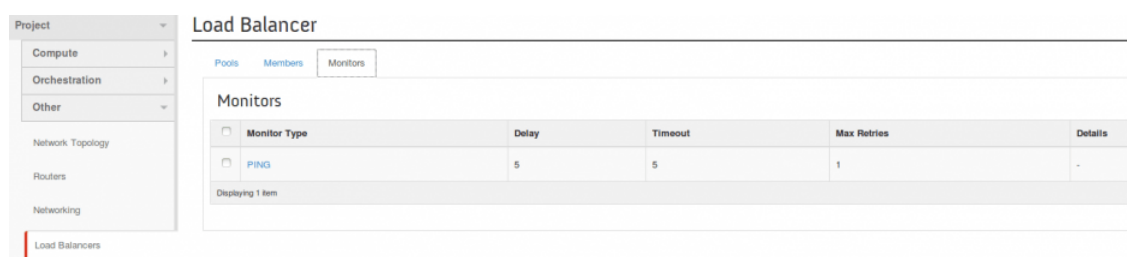 Project
Compute
Orchestration
Other
Network Topology
Routers
Networking
Load Balancers
Load Balancer
Pools Members Monitors
Monitors
Monitor Type Delay Timeout Max Retries Details
PING 5 5 1 -
Displaying 1 item